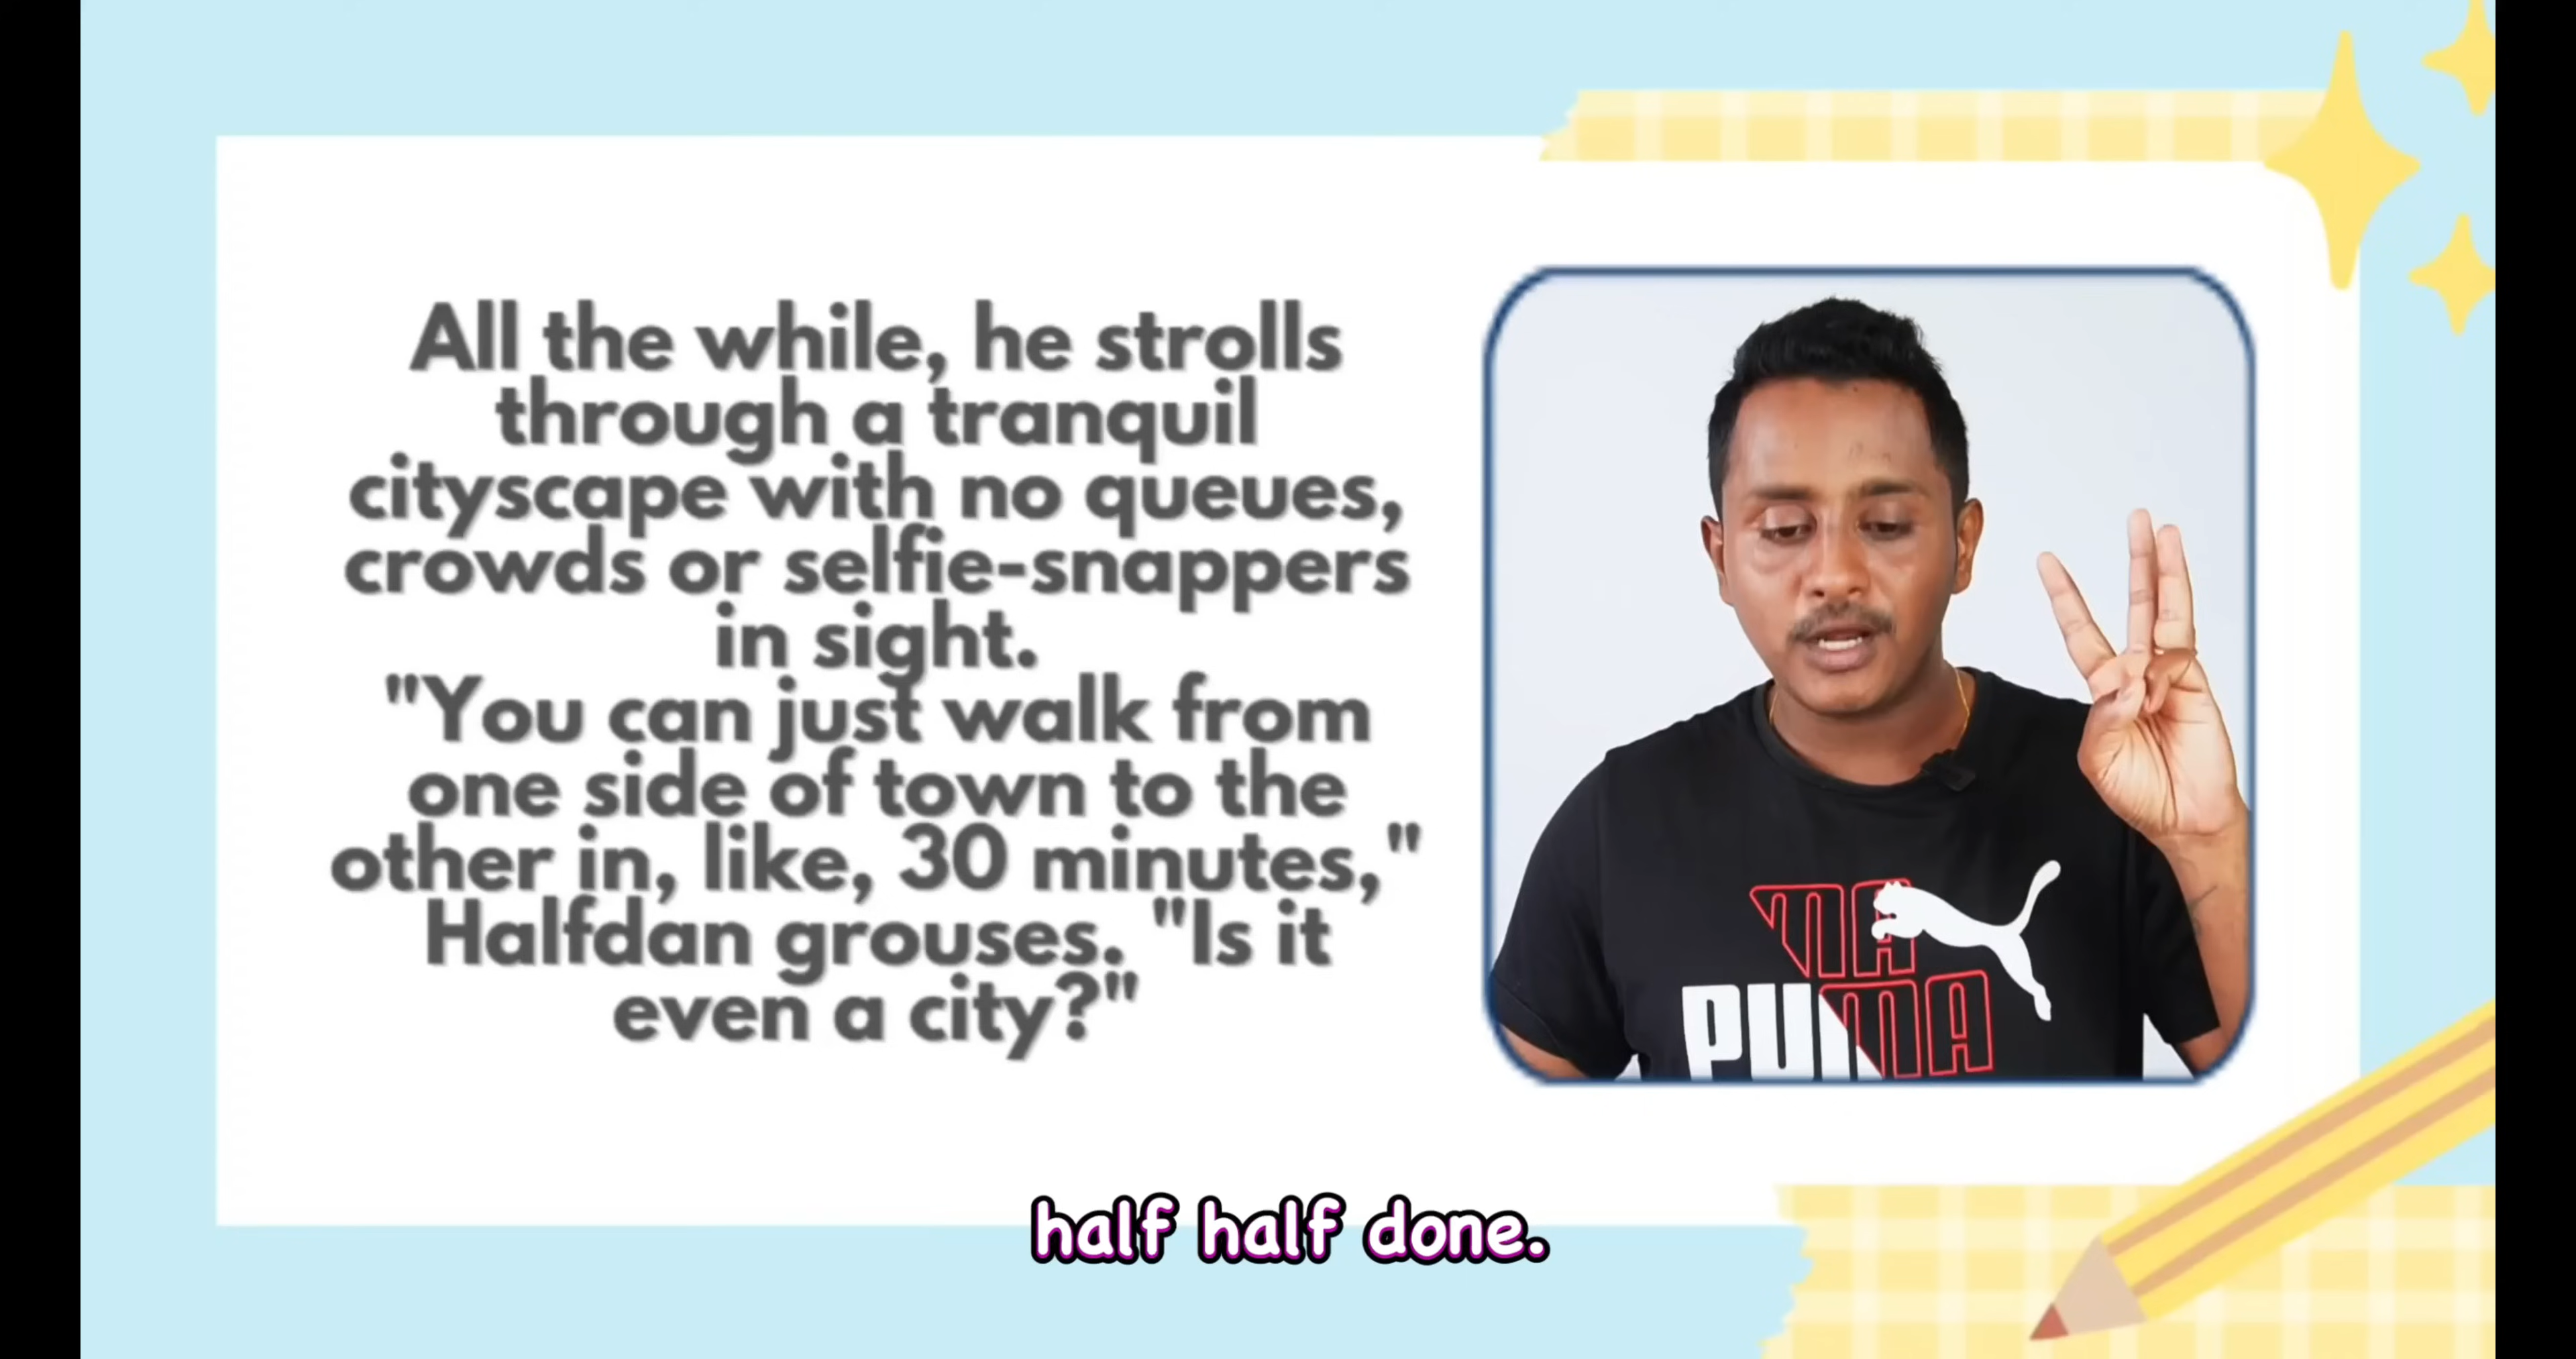 All the while, he strolls
through a tranquil
cityscape with no queues,
crowds or selfie-snappers
in sight.
"You can just walk from
one side of town to the
other in, like, 30 minutes,"
Halfdan grouses. "Is it
even a city?"
MA
PUMA
half half done.